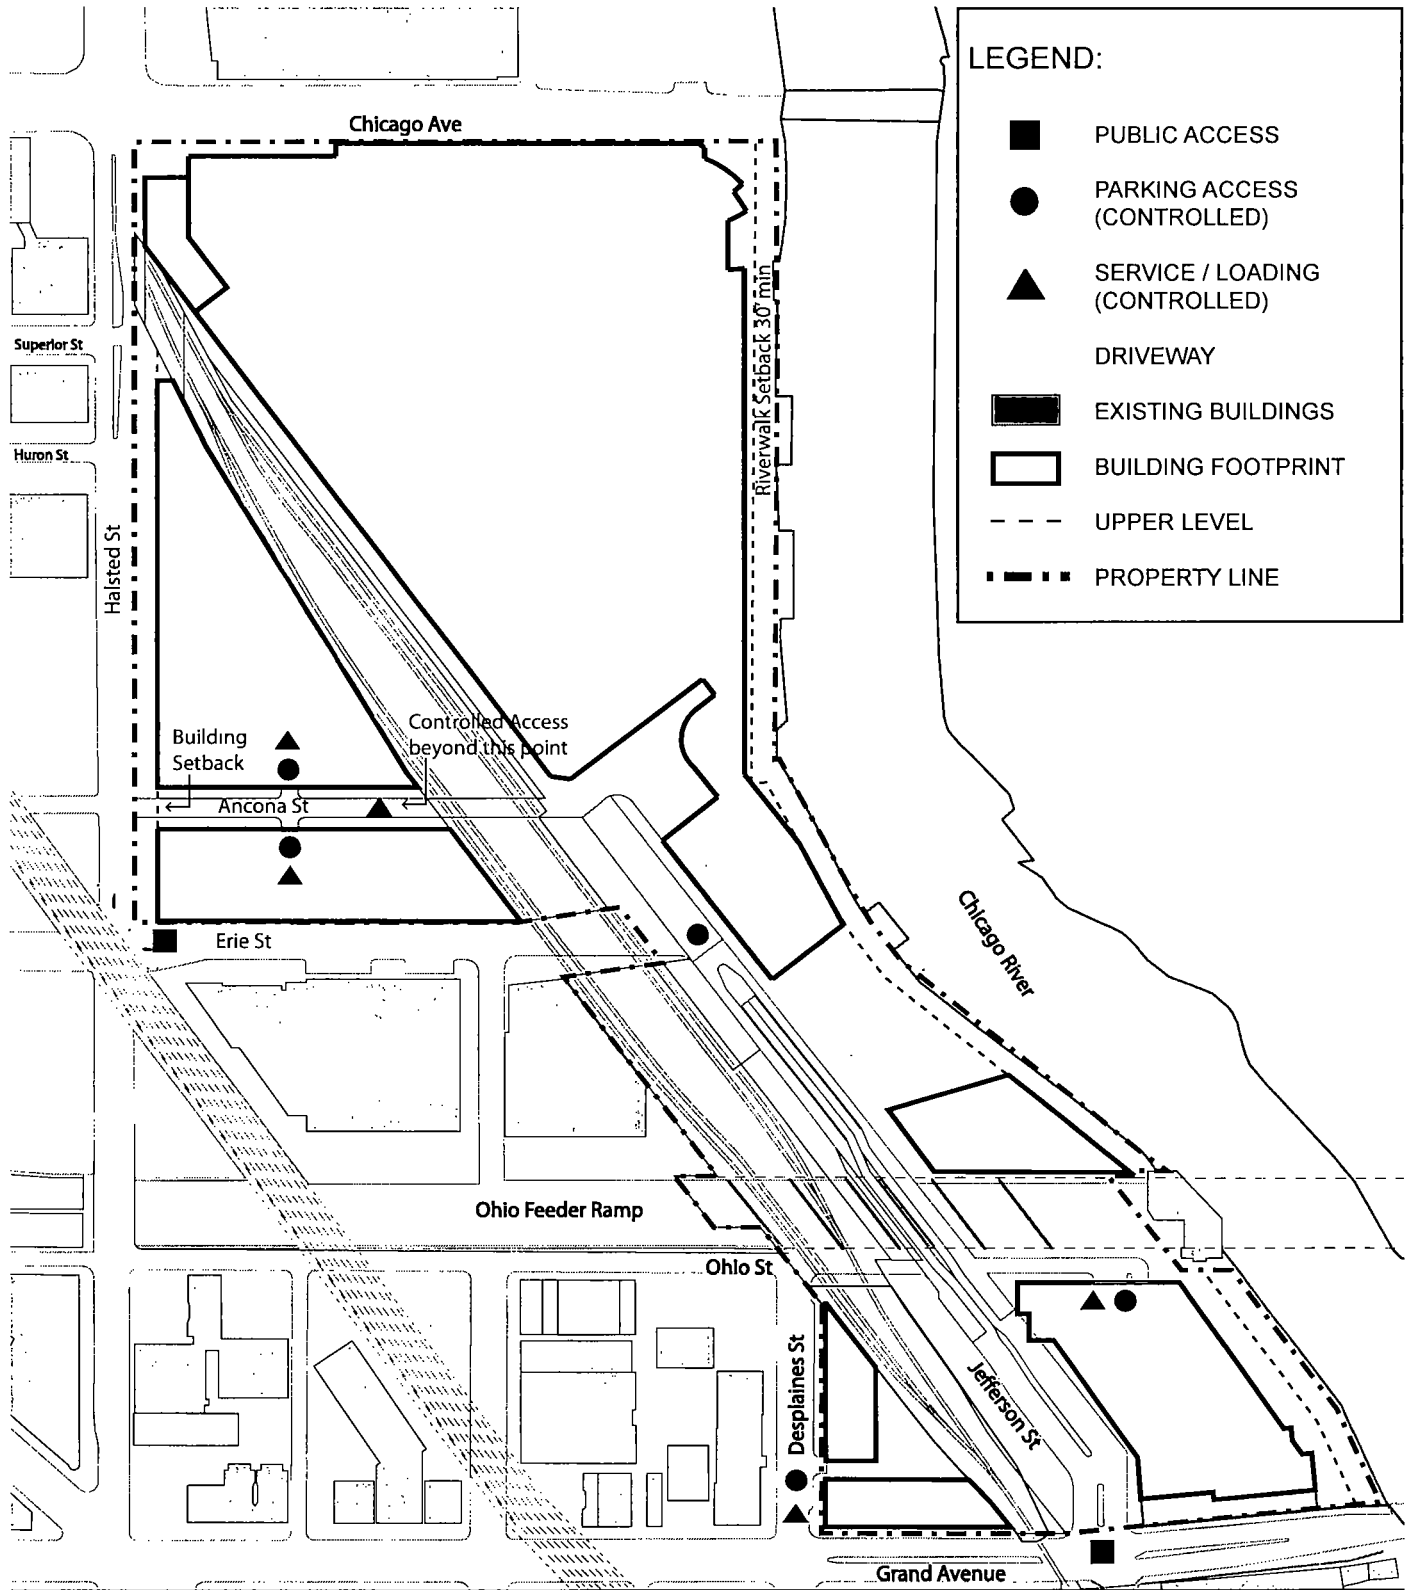 LEGEND:
PUBLIC ACCESS
PARKING ACCESS
(CONTROLLED)
SERVICE / LOADING
(CONTROLLED)
DRIVEWAY
EXISTING BUILDINGS
BUILDING FOOTPRINT
UPPER LEVEL
PROPERTY LINE
Chicago Ave
Riverwalk Setback 30' min
Superior St
Huron St
Halsted St
Controlled Access
beyond this point
Building
Setback
Ancona St
Erie St
Chicago River
Ohio Feeder Ramp
Ohio St
Desplaines St
Jefferson St
Grand Avenue